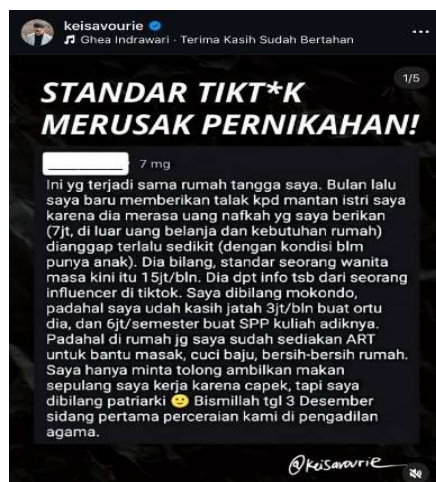 keisavourie
Ghea Indrawari · Terima Kasih Sudah Bertahan
1/5
STANDAR TIKT*K
MERUSAK PERNIKAHAN!
7 mg
Ini yg terjadi sama rumah tangga saya. Bulan lalu
saya baru memberikan talak kpd mantan istri saya
karena dia merasa uang nafkah yg saya berikan
(7jt, di luar uang belanja dan kebutuhan rumah)
dianggap terlalu sedikit (dengan kondisi blm
punya anak). Dia bilang, standar seorang wanita
masa kini itu 15jt/bln. Dia dpt info tsb dari seorang
influencer di tiktok. Saya dibilang mokondo,
padahal saya udah kasih jatah 3jt/bln buat ortu
dia, dan 6jt/semester buat SPP kuliah adiknya.
Padahal di rumah jg saya sudah sediakan ART
untuk bantu masak, cuci baju, bersih-bersih rumah.
Saya hanya minta tolong ambilkan makan
sepulang saya kerja karena capek, tapi saya
dibilang patriarki 🙂 Bismillah tgl 3 Desember
sidang pertama perceraian kami di pengadilan
agama.
@keisavourie